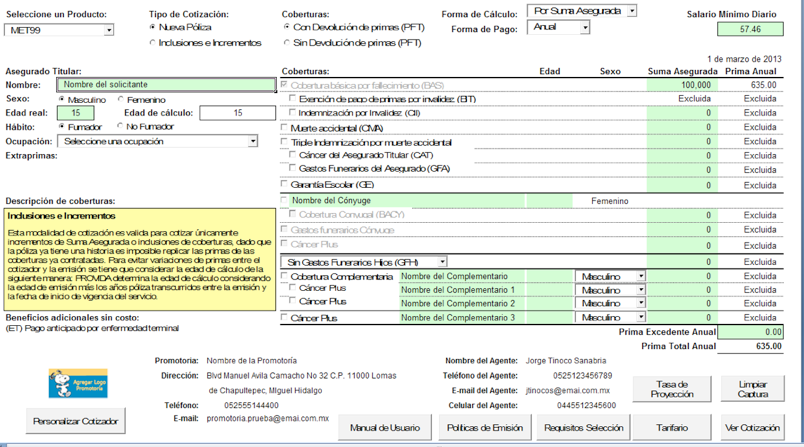 Seleccione un Producto: Tipo de Cotización: Coberturas: Forma de Cálculo: Por Suma Asegurada Salario Mínimo Diario
MET99 Nueva Póliza Con Devolución de primas (PFT) Forma de Pago: Anual 57.46
Inclusiones e Incrementos Sin Devolución de primas (PFT)
1 de marzo de 2013
Asegurado Titular: Coberturas: Edad Sexo Suma Asegurada Prima Anual
Nombre: Nombre del solicitante Cobertura básica por fallecimiento (BAS) 100,000 635.00
Sexo: Masculino Femenino Exención de pago de primas por invalidez (BIT) Excluida Excluida
Edad real: 15 Edad de cálculo: 15 Indemnización por Invalidez (CII) 0 Excluida
Hábito: Fumador No Fumador Muerte accidental (CMA) 0 Excluida
Ocupación: Seleccione una ocupación Triple Indemnización por muerte accidental 0 Excluida
Extraprimas: Cáncer del Asegurado Titular (CAT) 0 Excluida
Gastos Funerarios del Asegurado (GFA) 0 Excluida
Garantía Escolar (GE) 0 Excluida
Descripción de coberturas: Nombre del Cónyuge Femenino
Inclusiones e Incrementos Cobertura Conyugal (BACY) 0 Excluida
Gastos funerarios Cónyuge 0 Excluida
Cáncer Plus 0 Excluida
Esta modalidad de cotización es valida para cotizar únicamente
incrementos de Suma Asegurada o inclusiones de coberturas, dado que
la póliza ya tiene una historia es imposible replicar las primas de las
coberturas ya contratadas. Para evitar variaciones de primas entre el
cotizador y la emisión se tiene que considerar la edad de cálculo de la
siguiente manera: PROVIDA determina la edad de cálculo considerando
la edad de emisión más los años póliza transcurridos entre la emisión y
la fecha de inicio de vigencia del servicio.
Sin Gastos Funerarios Hijos (GFH) 0 Excluida
Cobertura Complementaria Nombre del Complementario Masculino 0 Excluida
Cáncer Plus Nombre del Complementario 1 Masculino 0 Excluida
Cáncer Plus Nombre del Complementario 2 Masculino 0 Excluida
Cáncer Plus Nombre del Complementario 3 Masculino 0 Excluida
Beneficios adicionales sin costo:
(ET) Pago anticipado por enfermedad terminal
Prima Excedente Anual 0.00
Prima Total Anual 635.00
Promotoria: Nombre de la Promotoría Nombre del Agente: Jorge Tinoco Sanabria
Dirección: Blvd Manuel Avila Camacho No 32 C.P. 11000 Lomas Teléfono del Agente: 0525123456789
de Chapultepec, MIguel Hidalgo E-mail del Agente: jtinocos@emai.com.mx
Teléfono: 052555144400 Celular del Agente: 0445512345600
E-mail: promotoria.prueba@emai.com.mx
Agregar Logo
Promotoría
Tasa de
Proyección
Limpiar
Captura
Personalizar Cotizador Manual de Usuario Políticas de Emisión Requisitos Selección Tarifario Ver Cotización